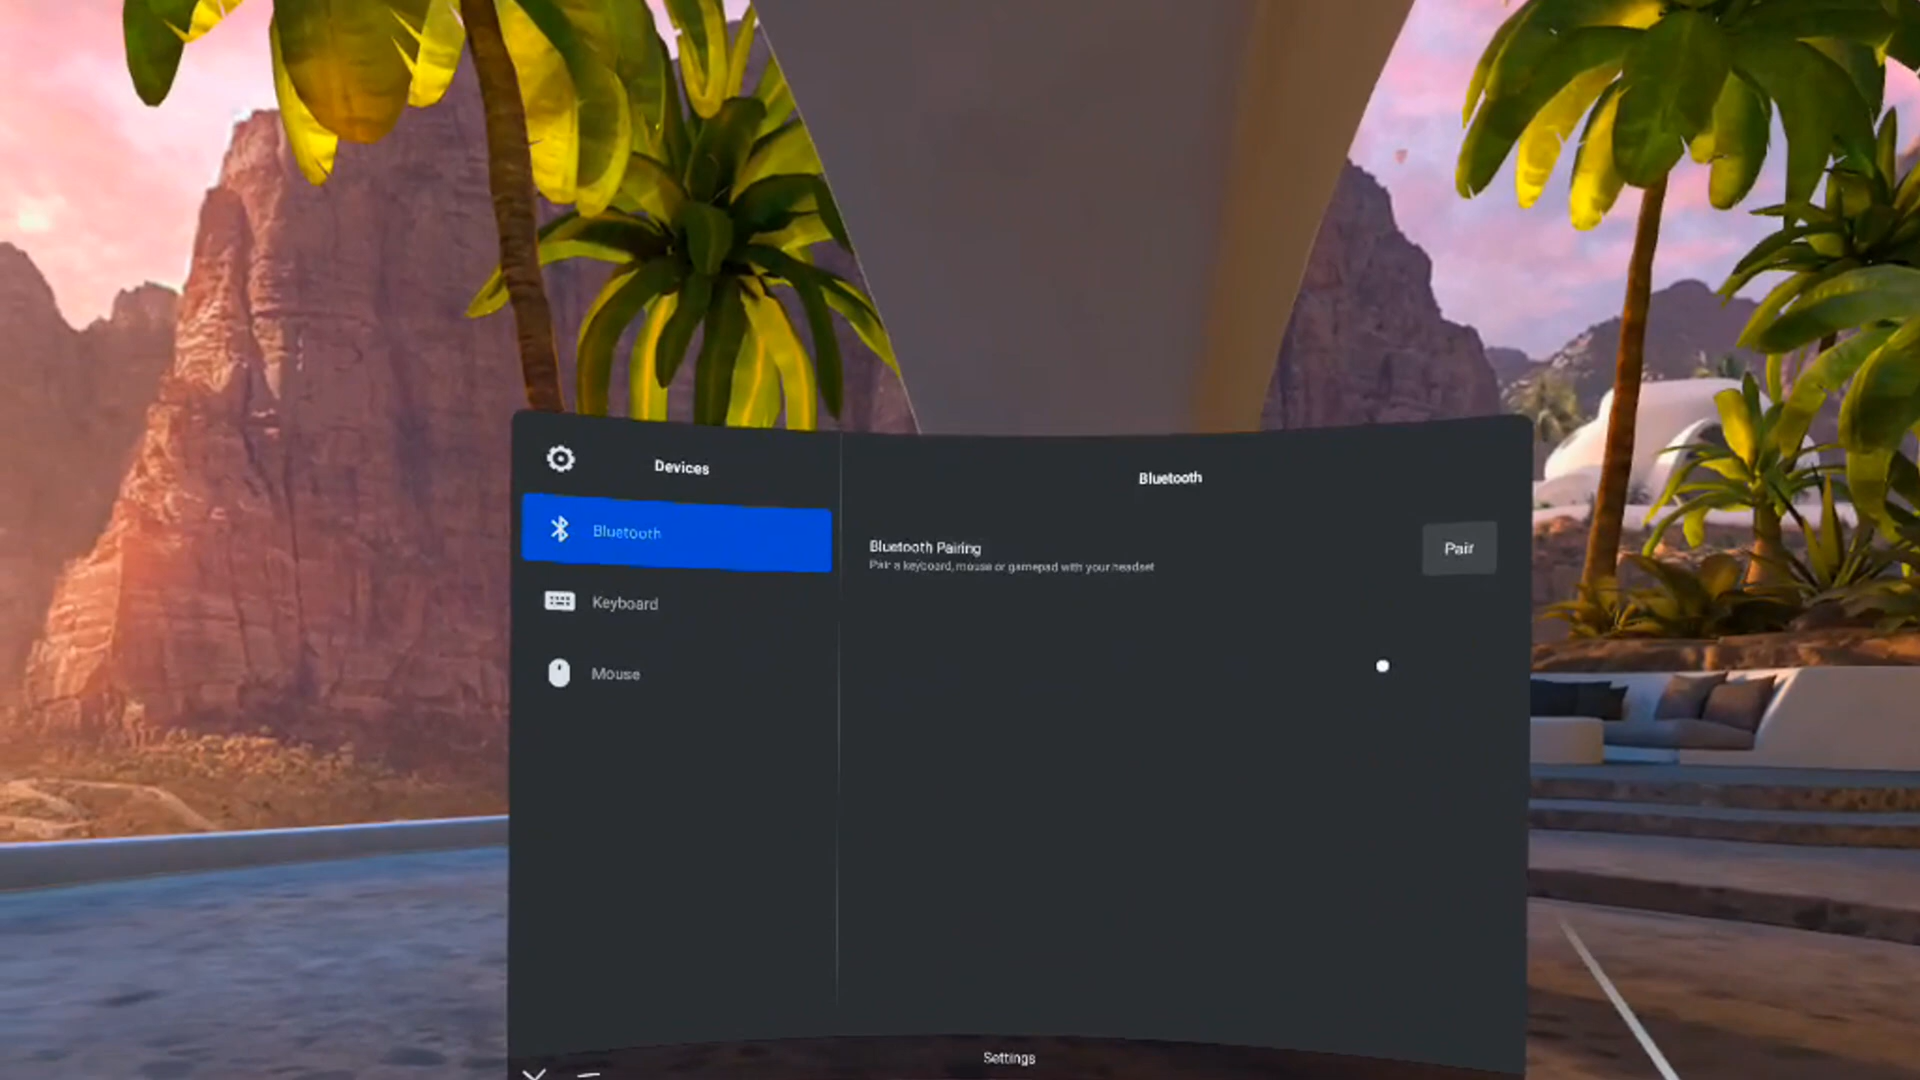 Devices
Bluetooth
Keyboard
Mouse
Bluetooth
Bluetooth Pairing
Pair a keyboard, mouse or gamepad with your headset
Pair
Settings